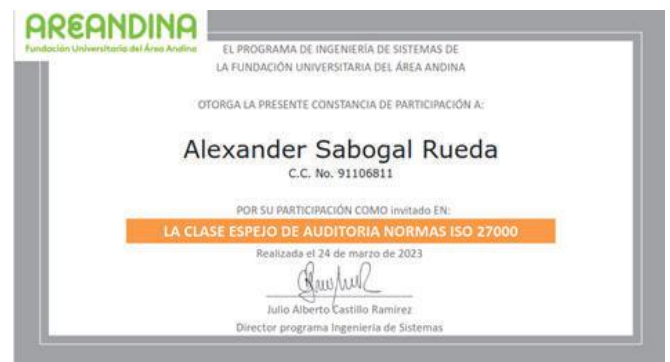 AREANDINA
Fundación Universitaria del Área Andina
EL PROGRAMA DE INGENIERÍA DE SISTEMAS DE
LA FUNDACIÓN UNIVERSITARIA DEL ÁREA ANDINA
OTORGA LA PRESENTE CONSTANCIA DE PARTICIPACIÓN A:
Alexander Sabogal Rueda
C.C. No. 91106811
POR SU PARTICIPACIÓN COMO invitado EN:
LA CLASE ESPEJO DE AUDITORIA NORMAS ISO 27000
Realizada el 24 de marzo de 2023
Julio Alberto Castillo Ramírez
Director programa Ingeniería de Sistemas